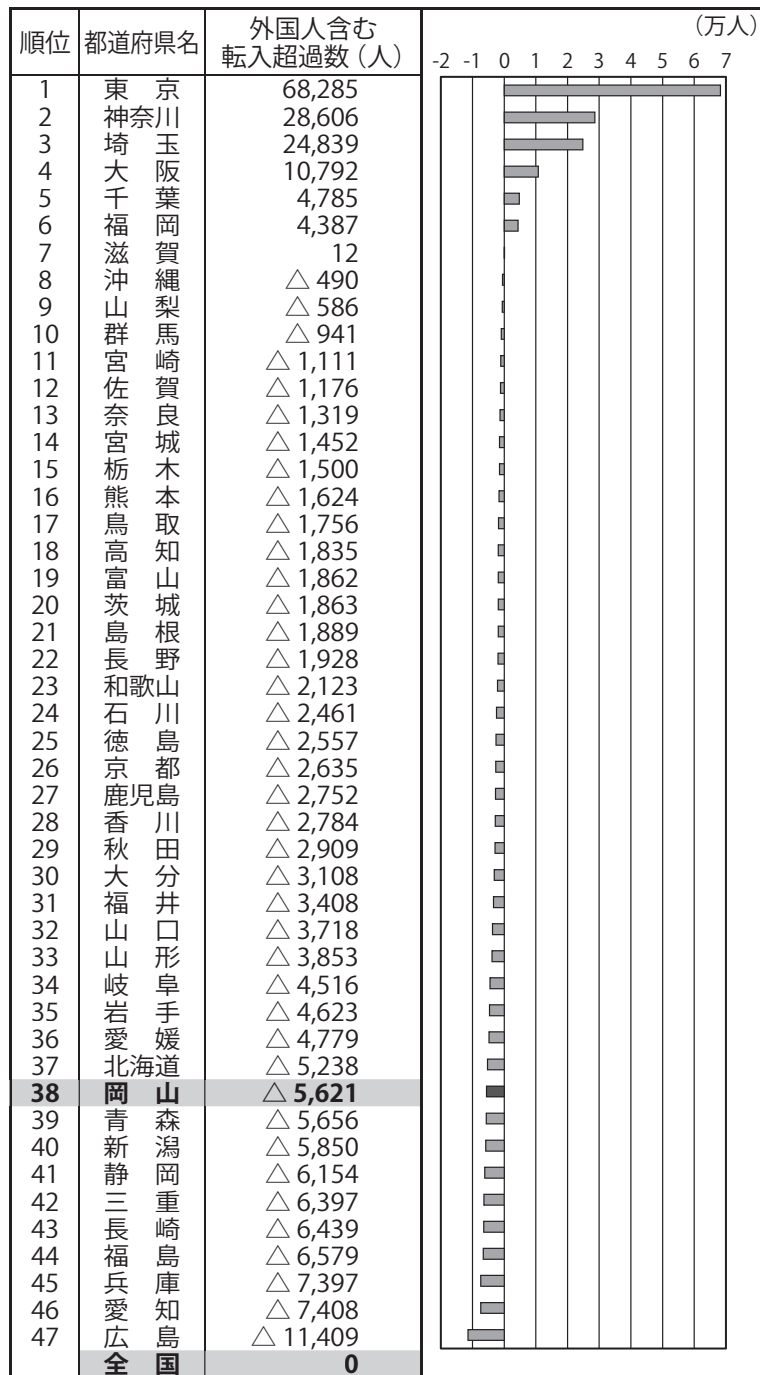 順位 都道府県名 外国人含む
転入超過数（人）
（万人）
-2 -1 0 1 2 3 4 5 6 7
1 東 京 68,285
2 神奈川 28,606
3 埼 玉 24,839
4 大 阪 10,792
5 千 葉 4,785
6 福 岡 4,387
7 滋 賀 12
8 沖 縄 △ 490
9 山 梨 △ 586
10 群 馬 △ 941
11 宮 崎 △ 1,111
12 佐 賀 △ 1,176
13 奈 良 △ 1,319
14 宮 城 △ 1,452
15 栃 木 △ 1,500
16 熊 本 △ 1,624
17 鳥 取 △ 1,756
18 高 知 △ 1,835
19 富 山 △ 1,862
20 茨 城 △ 1,863
21 島 根 △ 1,889
22 長 野 △ 1,928
23 和歌山 △ 2,123
24 石 川 △ 2,461
25 徳 島 △ 2,557
26 京 都 △ 2,635
27 鹿児島 △ 2,752
28 香 川 △ 2,784
29 秋 田 △ 2,909
30 大 分 △ 3,108
31 福 井 △ 3,408
32 山 口 △ 3,718
33 山 形 △ 3,853
34 岐 阜 △ 4,516
35 岩 手 △ 4,623
36 愛 媛 △ 4,779
37 北海道 △ 5,238
38 岡 山 △ 5,621
39 青 森 △ 5,656
40 新 潟 △ 5,850
41 静 岡 △ 6,154
42 三 重 △ 6,397
43 長 崎 △ 6,439
44 福 島 △ 6,579
45 兵 庫 △ 7,397
46 愛 知 △ 7,408
47 広 島 △ 11,409
全 国 0